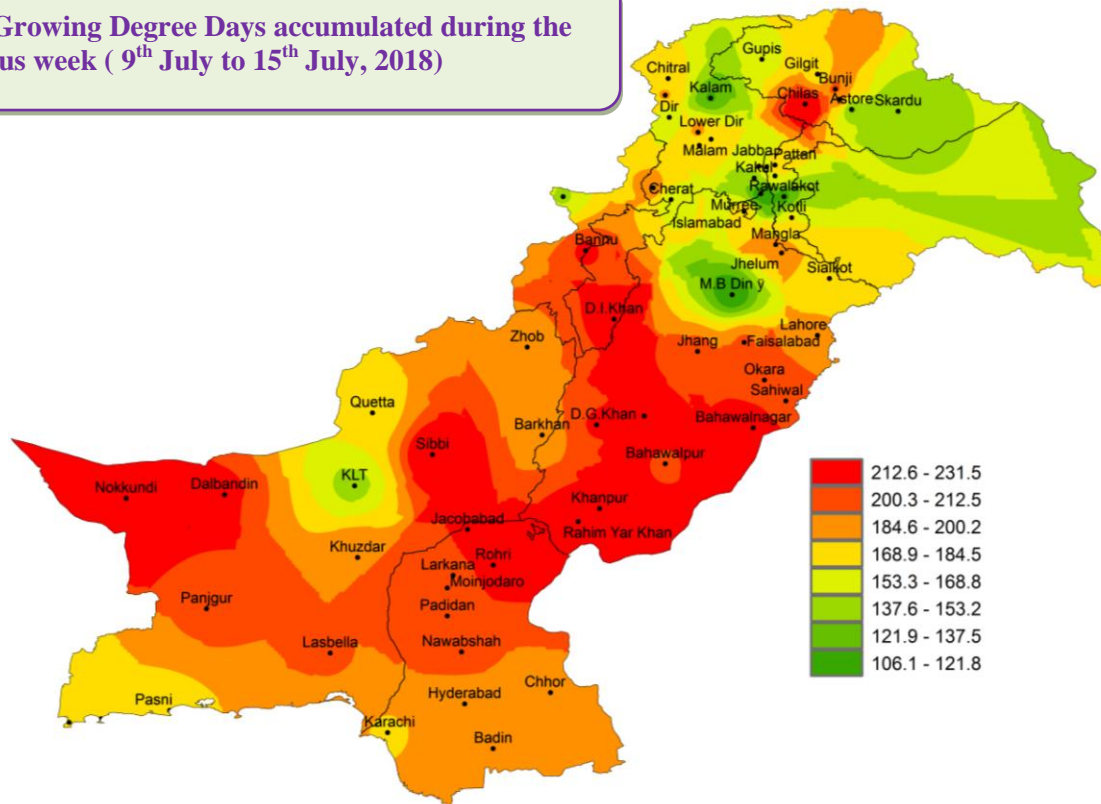 Growing Degree Days accumulated during the
us week ( 9th July to 15th July, 2018)
Gupis
Gilgit
Chitral
Bunji
Kalam
Chilas
Astore Skardu
Dir
Lower Dir
Malam Jabba Pattan
Kakul
Cherat
Rawalakot
Murree
Kotli
Islamabad
Mangla
Bannu
Jhelum
Sialkot
M.B Din y
D.I.Khan
Zhob
Lahore
Jhang
Faisalabad
Okara
Sahiwal
Quetta
D.G.Khan
Bahawalnagar
Barkhan
Sibbi
Bahawalpur
KLT
Nokkundi
Dalbandin
Khanpur
Jacobabad
Rahim Yar Khan
Khuzdar
Rohri
Larkana
Moinjodaro
Panjgur
Padidan
Lasbella
Nawabshah
Chhor
Pasni
Hyderabad
Karachi
Badin
212.6 - 231.5
200.3 - 212.5
184.6 - 200.2
168.9 - 184.5
153.3 - 168.8
137.6 - 153.2
121.9 - 137.5
106.1 - 121.8